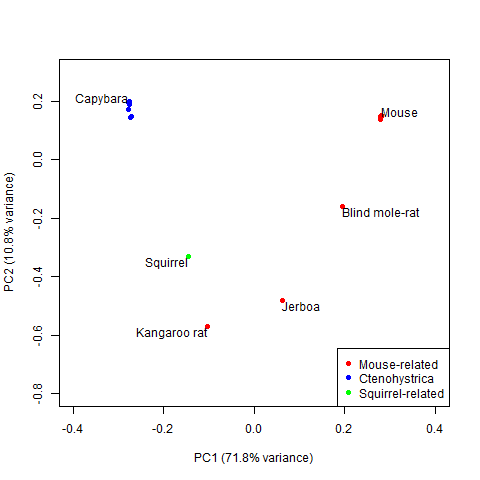 Capybara
Mouse
Blind mole-rat
Squirrel
Jerboa
Kangaroo rat
Mouse-related
Ctenohystrica
Squirrel-related
PC2 (10.8% variance)
0.2
0.0
-0.2
-0.4
-0.6
-0.8
-0.4
-0.2
0.0
0.2
0.4
PC1 (71.8% variance)